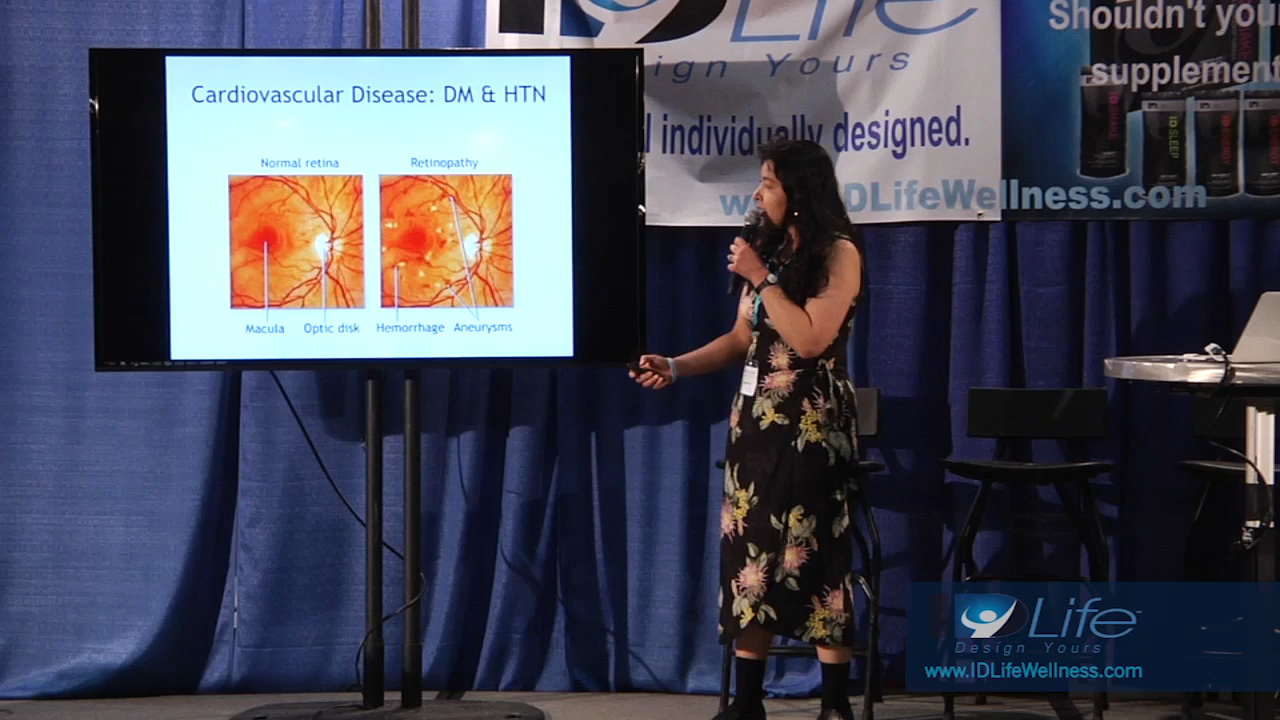 Cardiovascular Disease: DM & HTN
Normal retina
Retinopathy
Macula
Optic disk
Hemorrhage
Aneurysms
Life
ign Yours
individually designed.
DLifeWellness.com
Shouldn't you
supplement
ID SLEEP
IDLife
Design Yours
www.IDLifeWellness.com